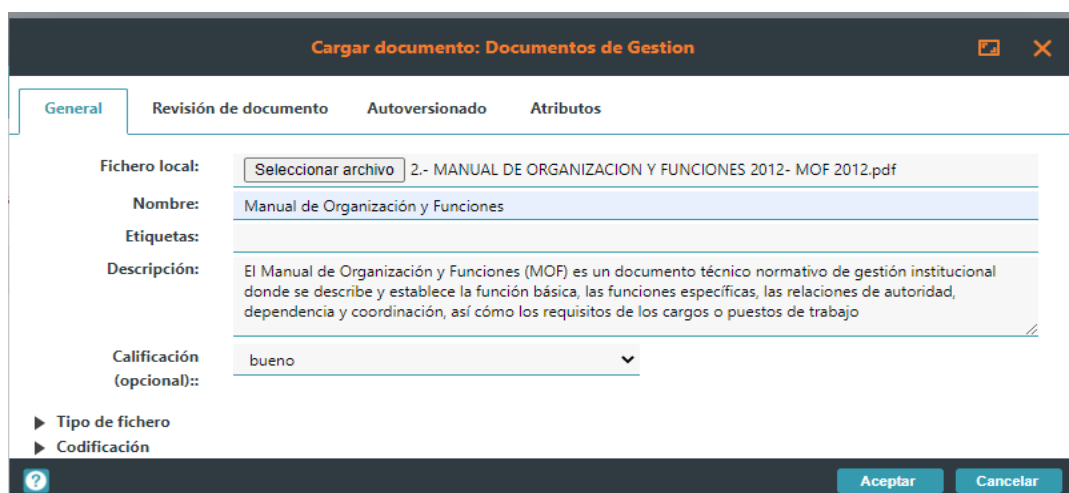 Cargar documento: Documentos de Gestion
General Revisión de documento Autoversionado Atributos
Fichero local: Seleccionar archivo 2.- MANUAL DE ORGANIZACION Y FUNCIONES 2012- MOF 2012.pdf
Nombre: Manual de Organización y Funciones
Etiquetas:
Descripción: El Manual de Organización y Funciones (MOF) es un documento técnico normativo de gestión institucional
donde se describe y establece la función básica, las funciones específicas, las relaciones de autoridad,
dependencia y coordinación, así cómo los requisitos de los cargos o puestos de trabajo
Calificación
(opcional):: bueno
Tipo de fichero
Codificación
? Aceptar Cancelar